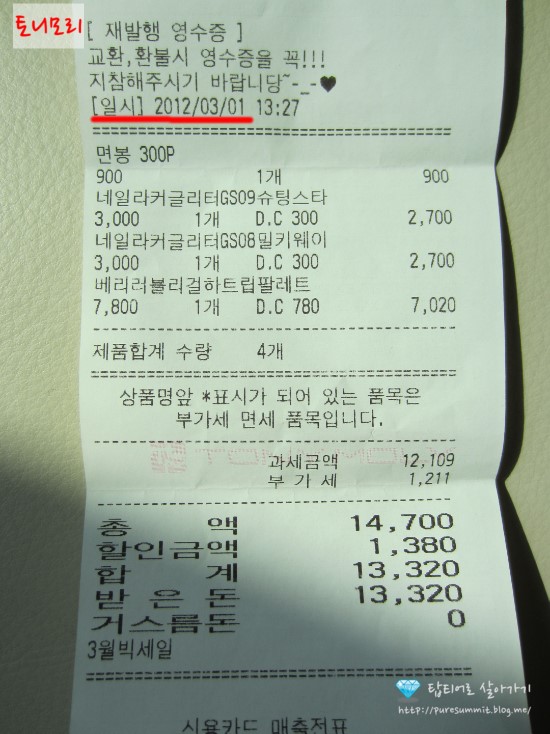 토니모리
[ 재발행 영수증 ]
교환,환불시 영수증을 꼭!!!
지참해주시기 바랍니당~-_-♥
[일시] 2012/03/01 13:27
면봉 300P
900 1개 900
네일라커글리터GS09슈팅스타
3,000 1개 D.C 300 2,700
네일라커글리터GS08밀키웨이
3,000 1개 D.C 300 2,700
베리러블리걸하트립팔레트
7,800 1개 D.C 780 7,020
제품합계 수량 4개
상품명앞 *표시가 되어 있는 품목은
부가세 면세 품목입니다.
과세금액 12,109
부 가 세 1,211
총 액 14,700
할인금액 1,380
합 계 13,320
받 은 돈 13,320
거스름돈 0
3월빅세일
신용카드 매출전표
탑티어로 살아가기
http://puresummit.blog.me/